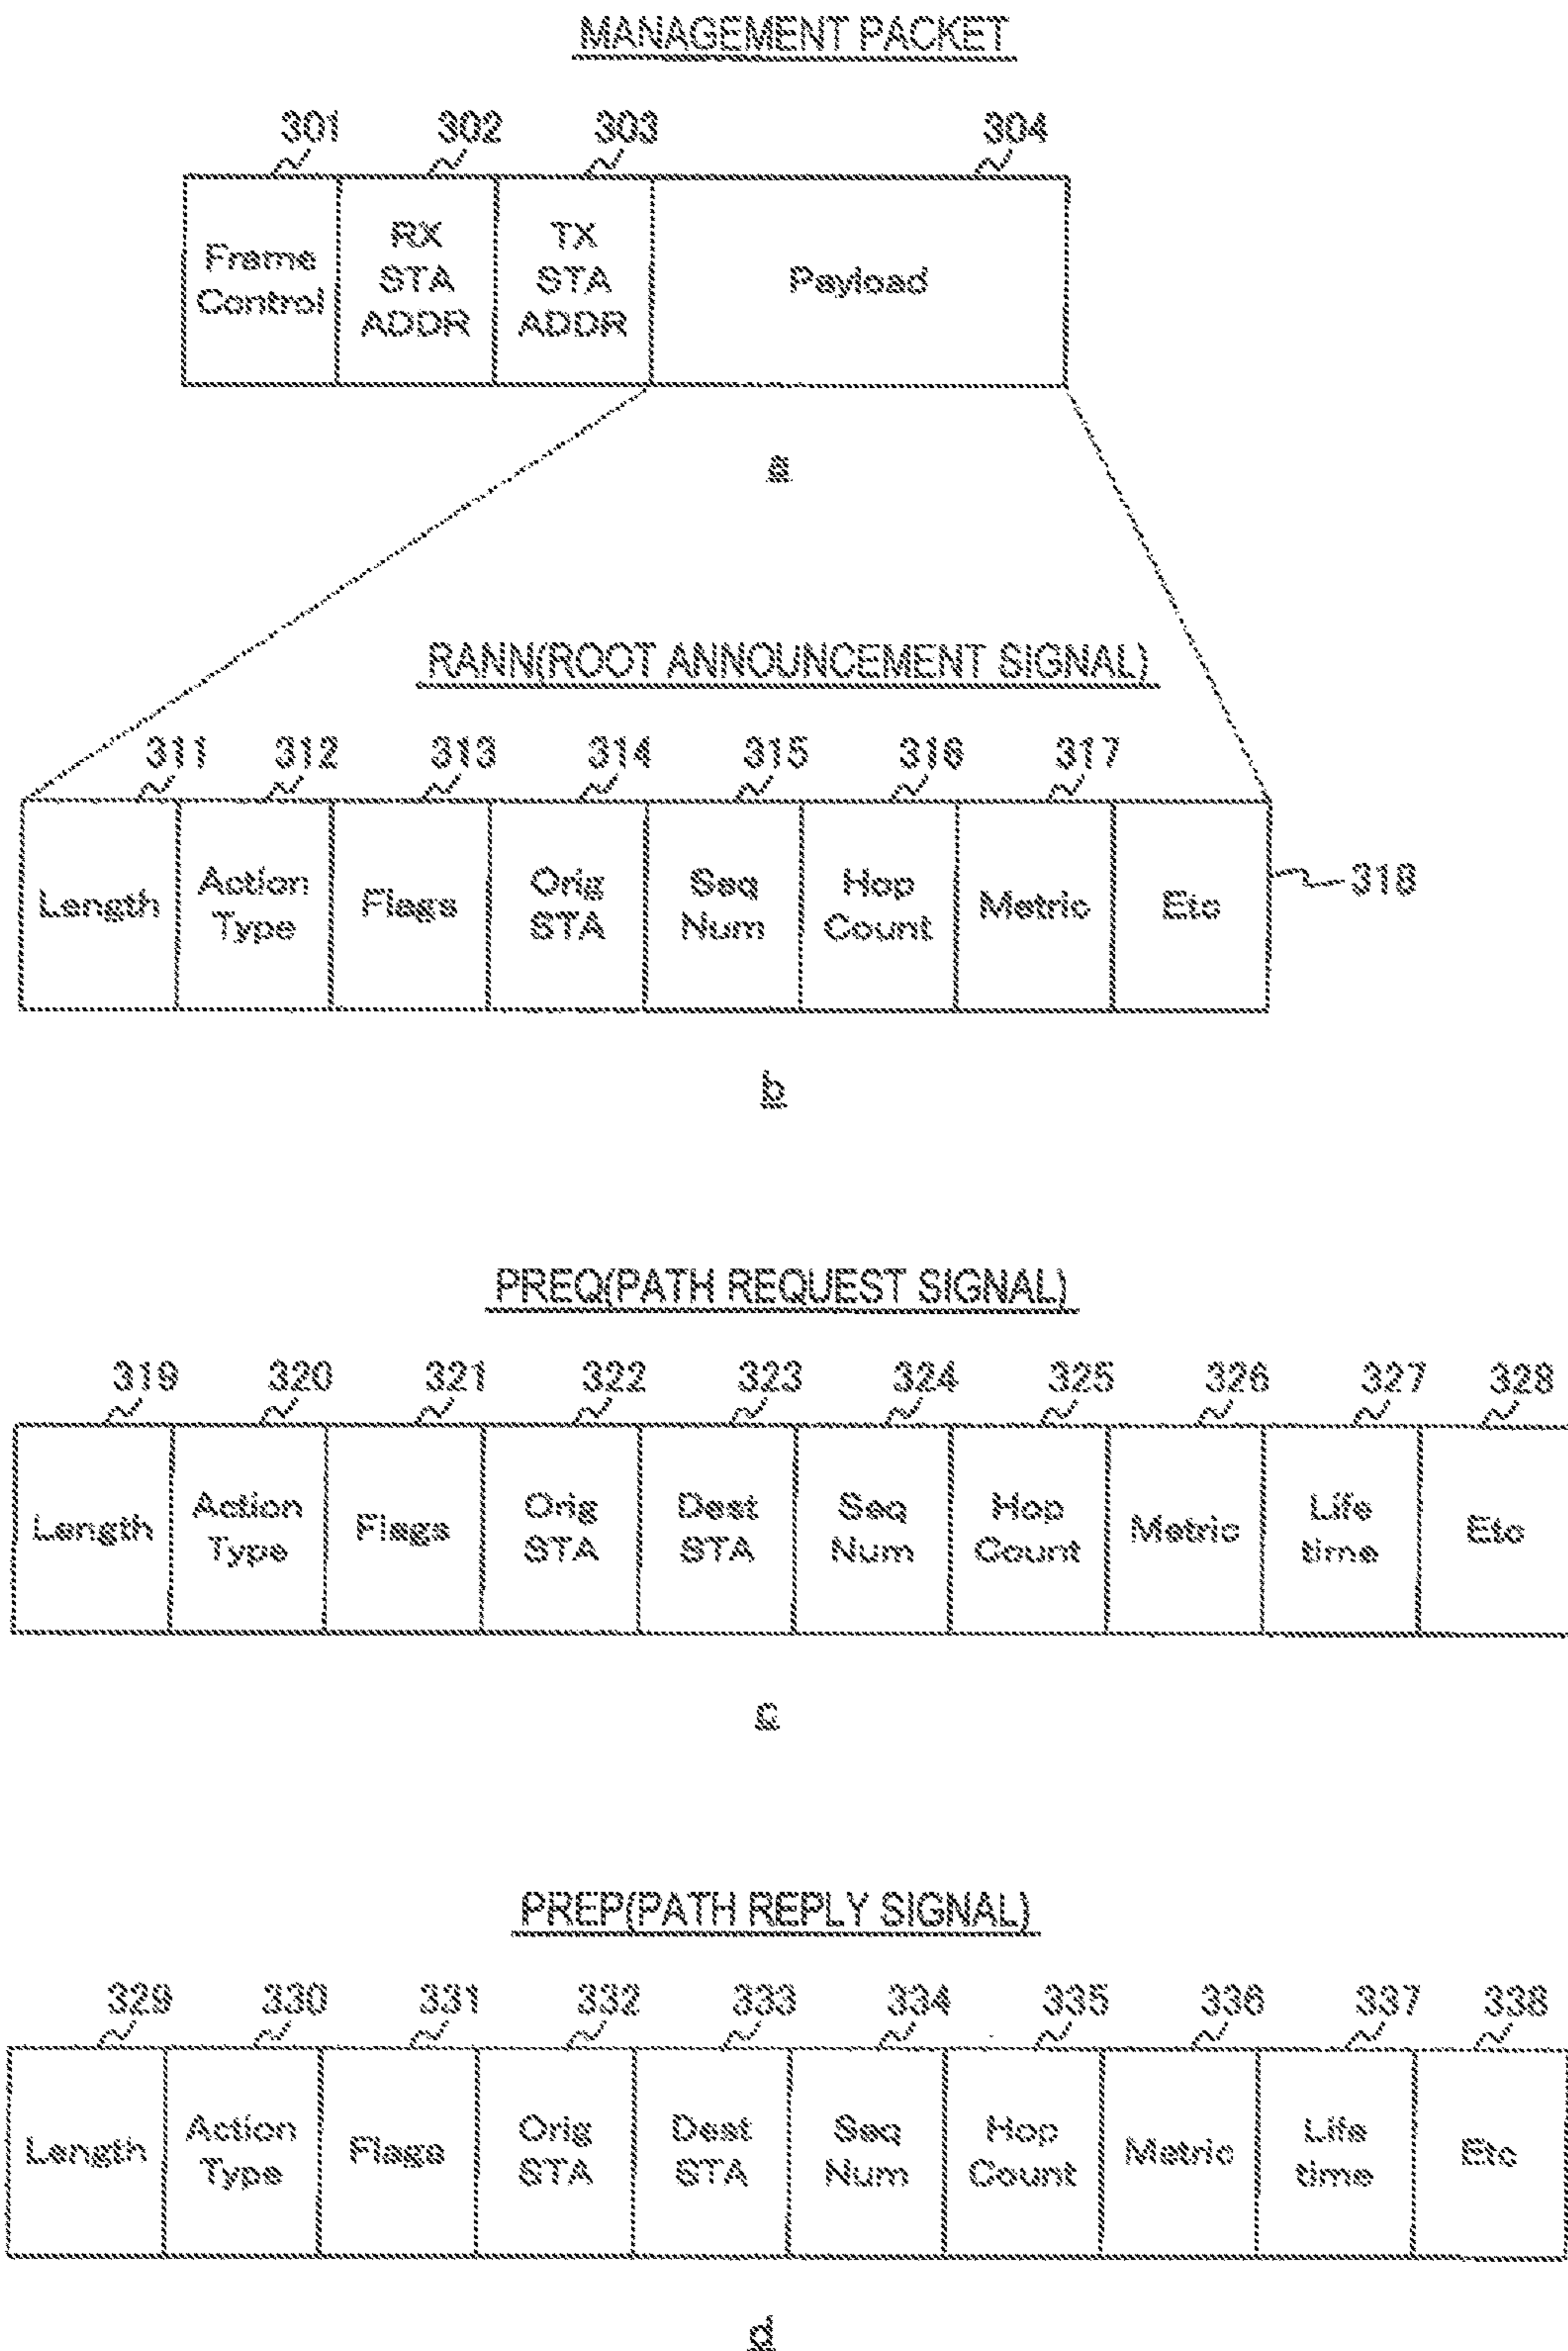 MANAGEMENT PACKET
301 302 303 304
Frame Control
RX STA ADDR
TX STA ADDR
Payload
a
RANN(ROOT ANNOUNCEMENT SIGNAL)
311 312 313 314 315 316 317
Length
Action Type
Flags
Orig STA
Seq Num
Hop Count
Metric
Etc
318
b
PREQ(PATH REQUEST SIGNAL)
319 320 321 322 323 324 325 326 327 328
Length
Action Type
Flags
Orig STA
Dest STA
Seq Num
Hop Count
Metric
Life time
Etc
c
PREP(PATH REPLY SIGNAL)
329 330 331 332 333 334 335 336 337 338
Length
Action Type
Flags
Orig STA
Dest STA
Seq Num
Hop Count
Metric
Life time
Etc
d